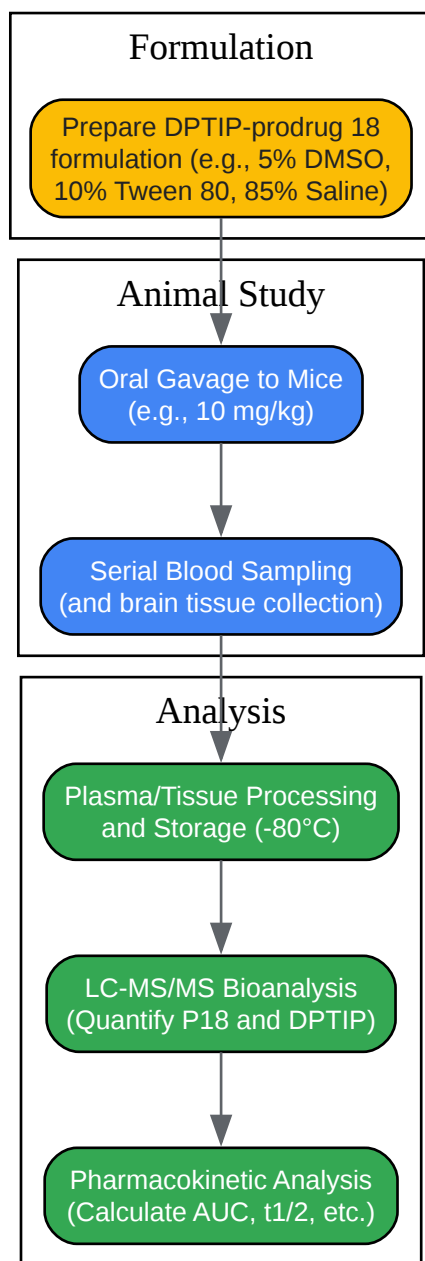 Formulation
Prepare DPTIP-prodrug 18
formulation (e.g., 5% DMSO,
10% Tween 80, 85% Saline)
Animal Study
Oral Gavage to Mice
(e.g., 10 mg/kg)
Serial Blood Sampling
(and brain tissue collection)
Analysis
Plasma/Tissue Processing
and Storage (-80°C)
LC-MS/MS Bioanalysis
(Quantify P18 and DPTIP)
Pharmacokinetic Analysis
(Calculate AUC, t1/2, etc.)